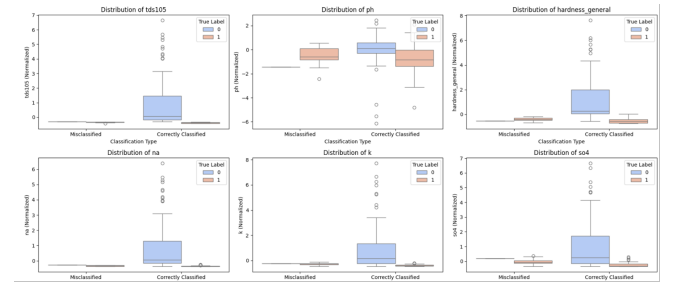 Distribution of tds105
tds105 (Normalized)
7
6
5
4
3
2
1
0
True Label
0
1
Misclassified
Correctly Classified
Classification Type
Distribution of ph
ph (Normalized)
2
0
−2
−4
−6
True Label
0
1
Misclassified
Correctly Classified
Classification Type
Distribution of hardness_general
hardness_general (Normalized)
8
6
4
2
0
True Label
0
1
Misclassified
Correctly Classified
Classification Type
Distribution of na
na (Normalized)
6
5
4
3
2
1
0
True Label
0
1
Misclassified
Correctly Classified
Distribution of k
k (Normalized)
8
6
4
2
0
True Label
0
1
Misclassified
Correctly Classified
Distribution of so4
so4 (Normalized)
7
6
5
4
3
2
1
0
True Label
0
1
Misclassified
Correctly Classified